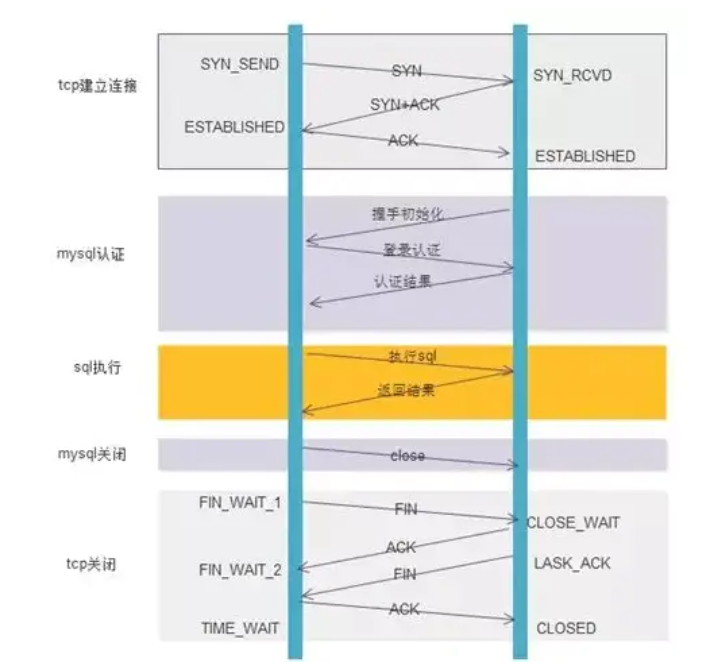 SYN_SEND
SYN
SYN_RCVD
tcp建立连接
SYN+ACK
ESTABLISHED
ACK
ESTABLISHED
握手初始化
mysql认证
登录认证
认证结果
执行sql
sql执行
返回结果
mysql关闭
close
FIN_WAIT_1
FIN
CLOSE_WAIT
ACK
tcp关闭
FIN_WAIT_2
LASK_ACK
FIN
ACK
TIME_WAIT
CLOSED